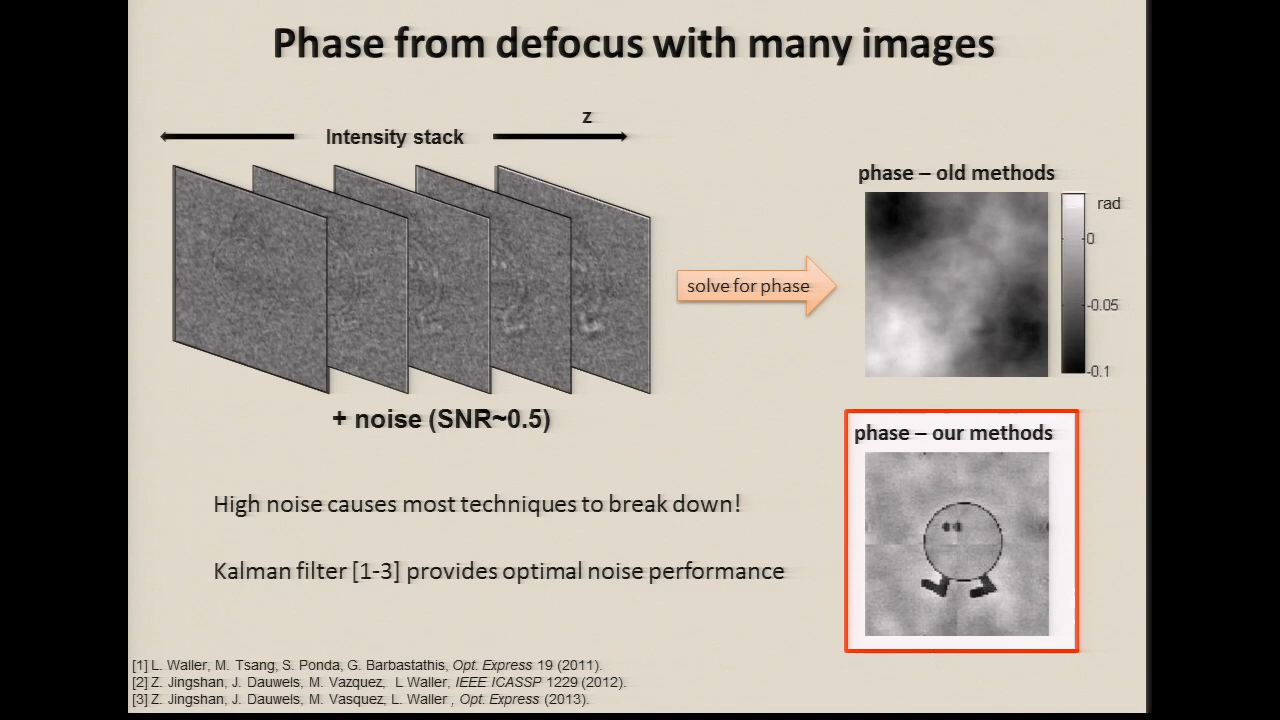 Phase from defocus with many images
z
Intensity stack
phase – old methods
rad
0
-0.05
-0.1
solve for phase
+ noise (SNR~0.5)
phase – our methods
High noise causes most techniques to break down!
Kalman filter [1-3] provides optimal noise performance
[1] L. Waller, M. Tsang, S. Ponda, G. Barbastathis, Opt. Express 19 (2011).
[2] Z. Jingshan, J. Dauwels, M. Vazquez, L Waller, IEEE ICASSP 1229 (2012).
[3] Z. Jingshan, J. Dauwels, M. Vasquez, L. Waller , Opt. Express (2013).